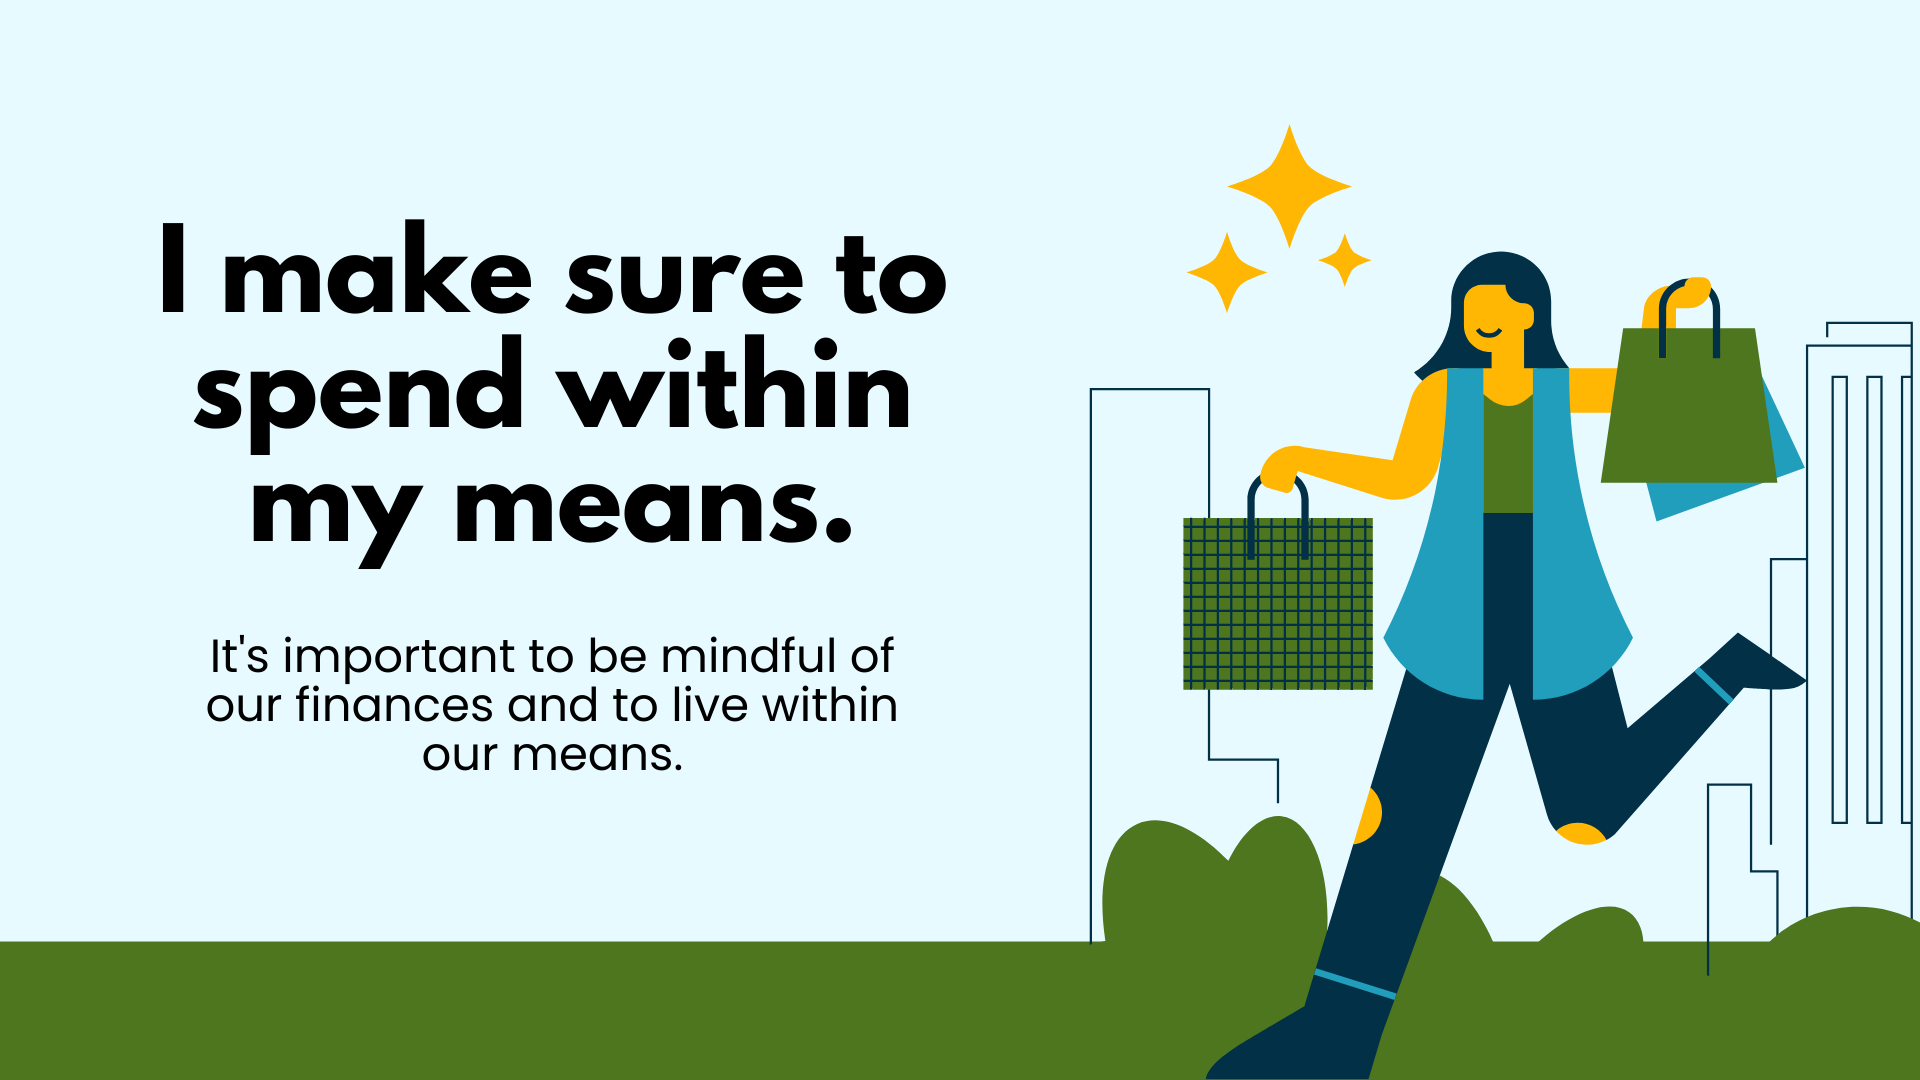 I make sure to
spend within
my means.
It's important to be mindful of
our finances and to live within
our means.